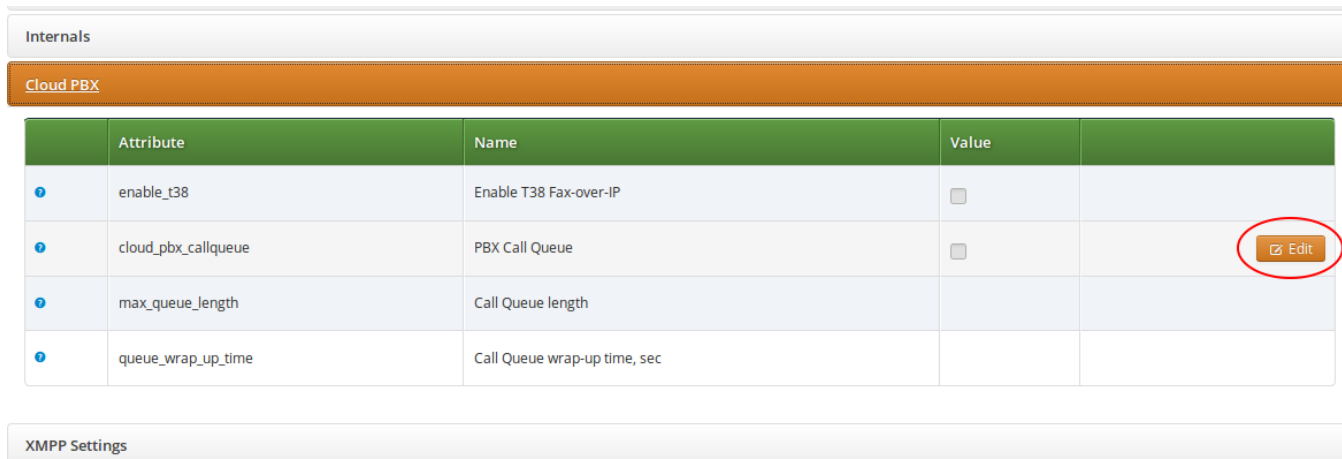 Internals
Cloud PBX
Attribute Name Value
enable_t38 Enable T38 Fax-over-IP
cloud_pbx_callqueue PBX Call Queue Edit
max_queue_length Call Queue length
queue_wrap_up_time Call Queue wrap-up time, sec
XMPP Settings